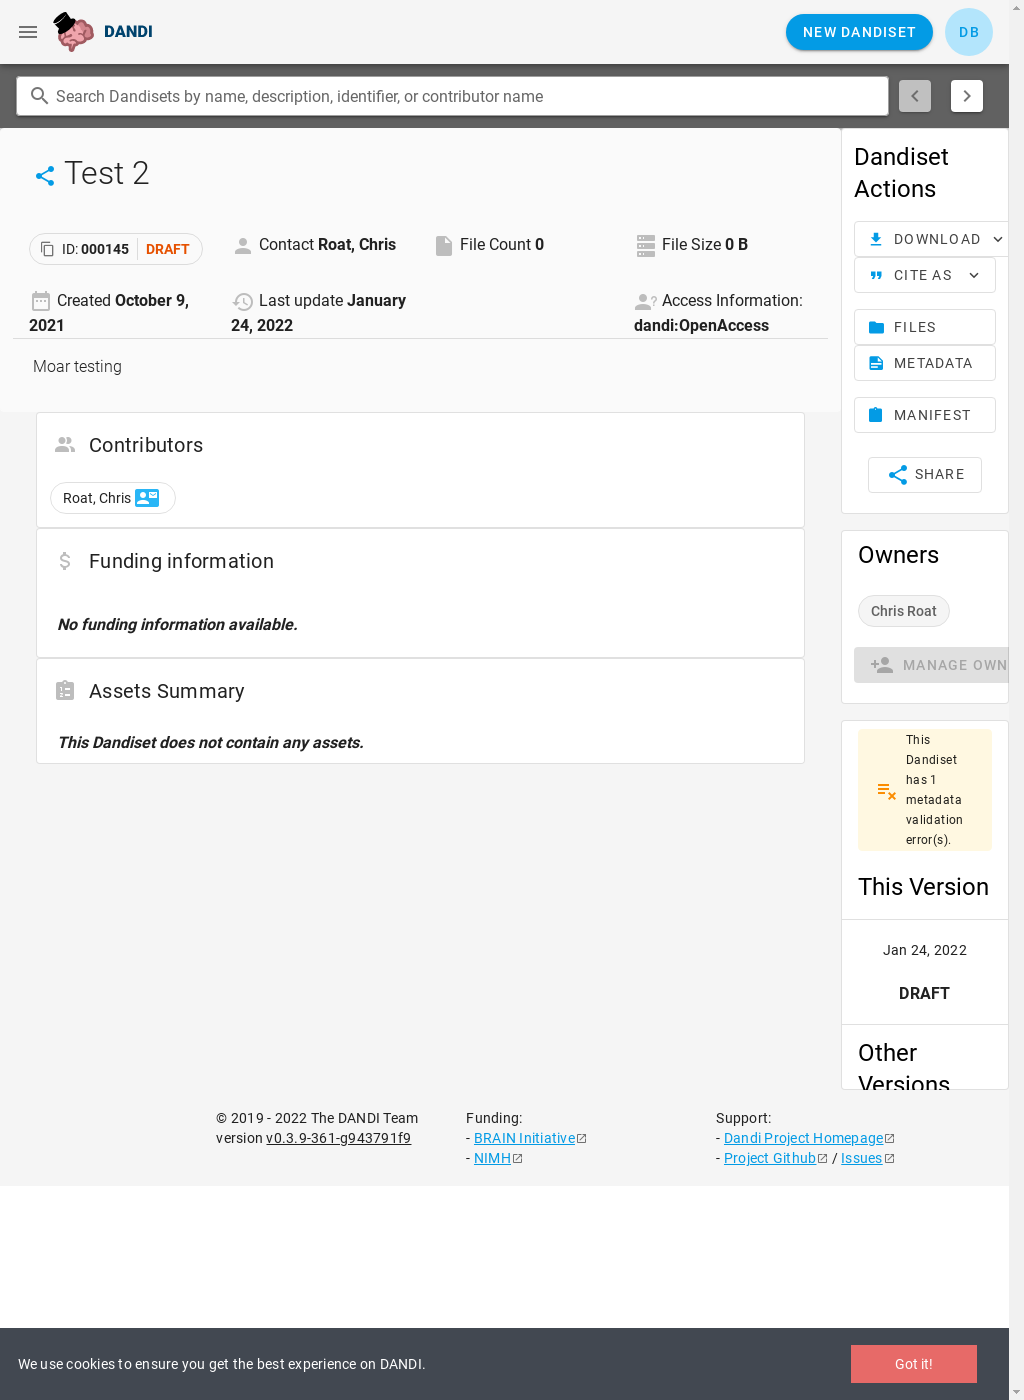 DANDI
NEW DANDISET
DB
Search Dandisets by name, description, identifier, or contributor name
Test 2
ID: 000145 DRAFT
Contact Roat, Chris
File Count 0
File Size 0 B
Created October 9,
2021
Last update January
24, 2022
Access Information:
dandi:OpenAccess
Moar testing
Contributors
Roat, Chris
Funding information
No funding information available.
Assets Summary
This Dandiset does not contain any assets.
Dandiset
Actions
DOWNLOAD
CITE AS
FILES
METADATA
MANIFEST
SHARE
Owners
Chris Roat
MANAGE OWN
This
Dandiset
has 1
metadata
validation
error(s).
This Version
Jan 24, 2022
DRAFT
Other
Versions
© 2019 - 2022 The DANDI Team
version v0.3.9-361-g943791f9
Funding:
- BRAIN Initiative
- NIMH
Support:
- Dandi Project Homepage
- Project Github / Issues
We use cookies to ensure you get the best experience on DANDI.
Got it!